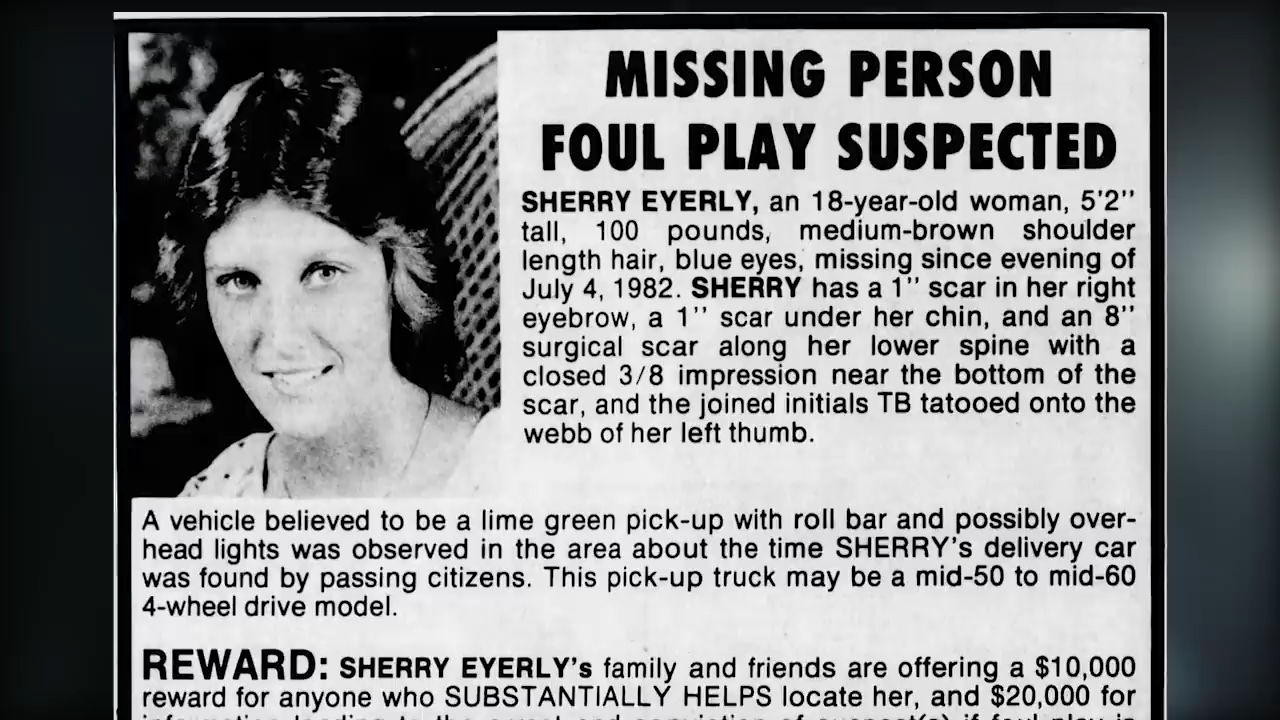 MISSING PERSON
FOUL PLAY SUSPECTED
SHERRY EYERLY, an 18-year-old woman, 5'2''
tall, 100 pounds, medium-brown shoulder
length hair, blue eyes, missing since evening of
July 4, 1982. SHERRY has a 1'' scar in her right
eyebrow, a 1'' scar under her chin, and an 8''
surgical scar along her lower spine with a
closed 3/8 impression near the bottom of the
scar, and the joined initials TB tatooed onto the
webb of her left thumb.
A vehicle believed to be a lime green pick-up with roll bar and possibly over-
head lights was observed in the area about the time SHERRY's delivery car
was found by passing citizens. This pick-up truck may be a mid-50 to mid-60
4-wheel drive model.
REWARD: SHERRY EYERLY's family and friends are offering a $10,000
reward for anyone who SUBSTANTIALLY HELPS locate her, and $20,000 for